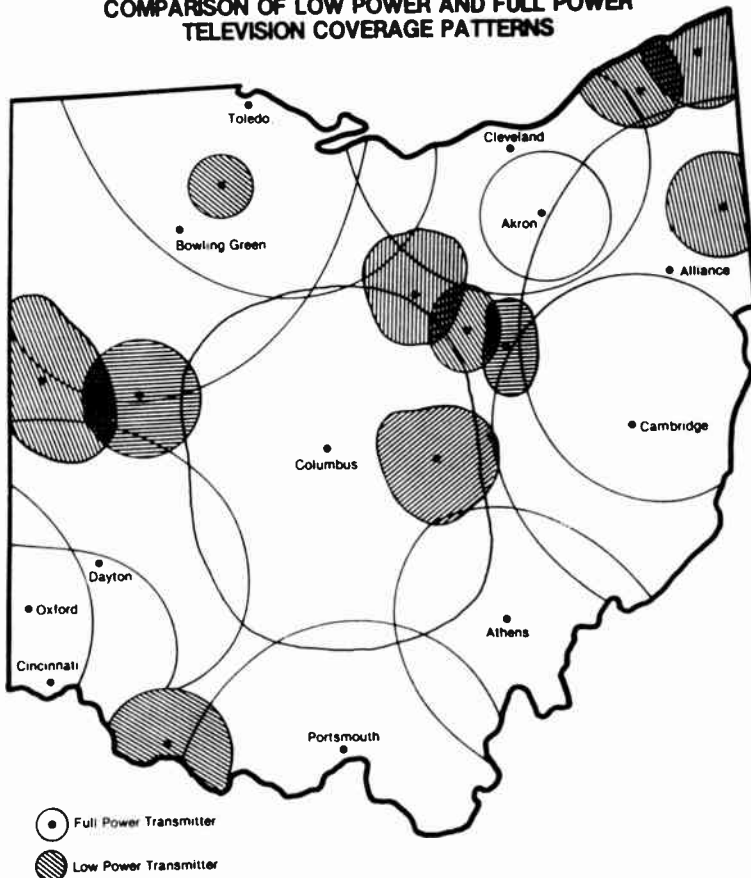 COMPARISON OF LOW POWER AND FULL POWER
TELEVISION COVERAGE PATTERNS
Toledo
Cleveland
Akron
Bowling Green
Alliance
Cambridge
Columbus
Dayton
Oxford
Athens
Cincinnati
Portsmouth
Full Power Transmitter
Low Power Transmitter